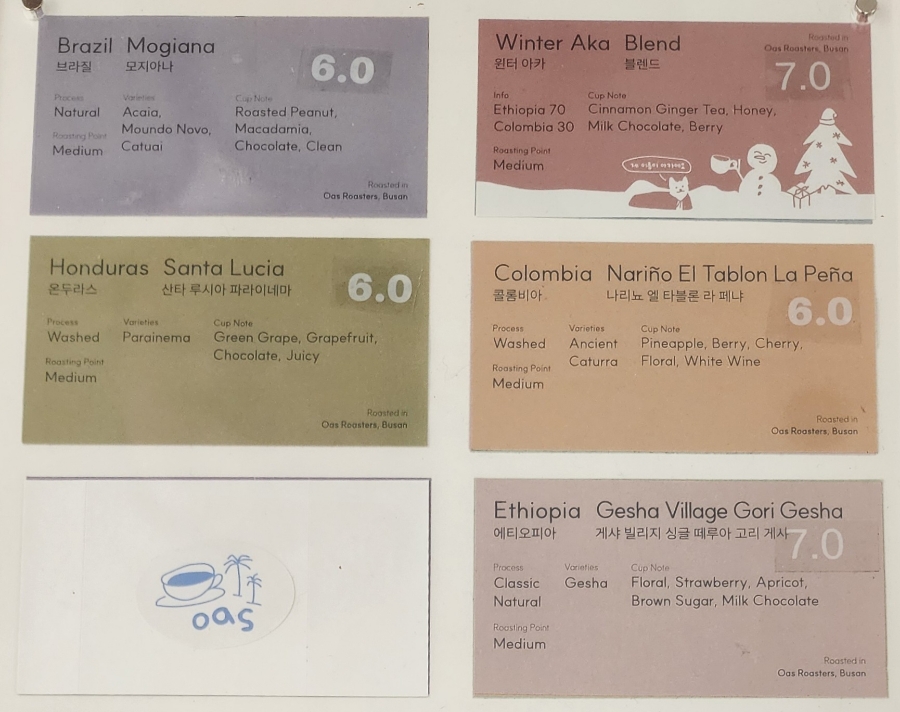 Brazil Mogiana
브라질 모지아나
6.0
Process
Natural
Roasting Point
Medium
Varieties
Acaia,
Moundo Novo,
Catuai
Cup Note
Roasted Peanut,
Macadamia,
Chocolate, Clean
Roasted in
Oas Roasters, Busan
Winter Aka Blend
윈터 아카 블렌드
Roasted in
Oas Roasters, Busan
7.0
Info
Ethiopia 70
Colombia 30
Cup Note
Cinnamon Ginger Tea, Honey,
Milk Chocolate, Berry
Roasting Point
Medium
Honduras Santa Lucia
온두라스 산타 루시아 파라이네마
6.0
Process
Washed
Roasting Point
Medium
Varieties
Parainema
Cup Note
Green Grape, Grapefruit,
Chocolate, Juicy
Roasted in
Oas Roasters, Busan
Colombia Nariño El Tablon La Peña
콜롬비아 나리뇨 엘 타블론 라 페냐
6.0
Process
Washed
Roasting Point
Medium
Varieties
Ancient
Caturra
Cup Note
Pineapple, Berry, Cherry,
Floral, White Wine
Roasted in
Oas Roasters, Busan
oas
Ethiopia Gesha Village Gori Gesha
에티오피아 게샤 빌리지 싱글 떼루아 고리 게샤
7.0
Process
Classic
Natural
Roasting Point
Medium
Varieties
Gesha
Cup Note
Floral, Strawberry, Apricot,
Brown Sugar, Milk Chocolate
Roasted in
Oas Roasters, Busan